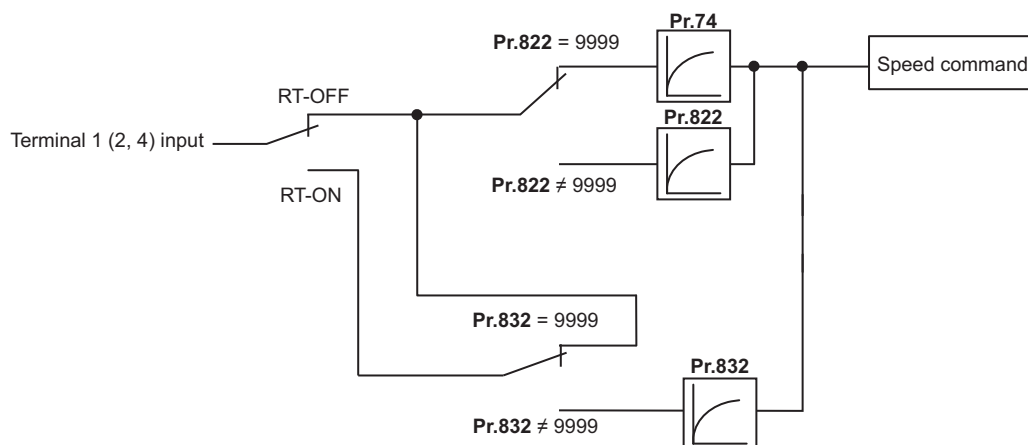 Pr.74
Pr.822 = 9999
Speed command
RT-OFF
Pr.822
Terminal 1 (2, 4) input
Pr.822 ≠ 9999
RT-ON
Pr.832 = 9999
Pr.832
Pr.832 ≠ 9999